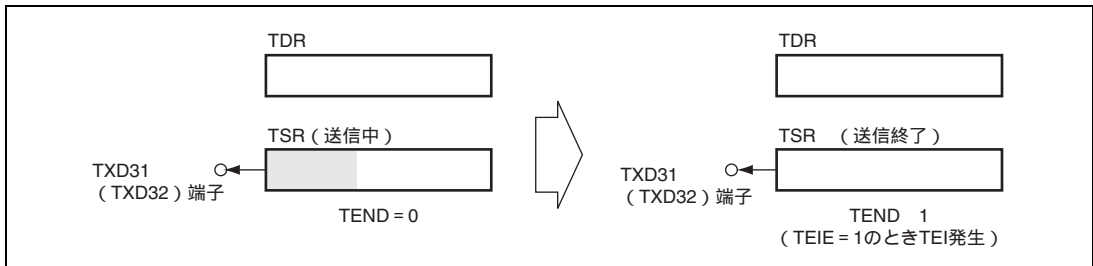 TDR
TSR(送信中)
TXD31
(TXD32)端子
TEND = 0
TDR
TSR (送信終了)
TXD31
(TXD32)端子
TEND 1
(TEIE = 1のときTEI発生)